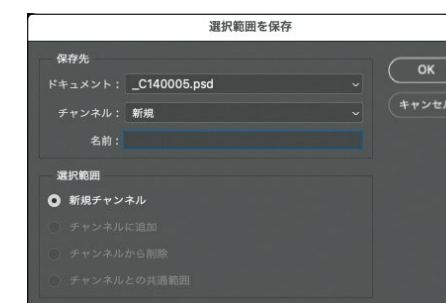 選択範囲を保存
保存先
ドキュメント： _C140005.psd
チャンネル： 新規
名前：
OK
キャンセル
選択範囲
新規チャンネル
チャンネルに追加
チャンネルから削除
チャンネルとの共通範囲